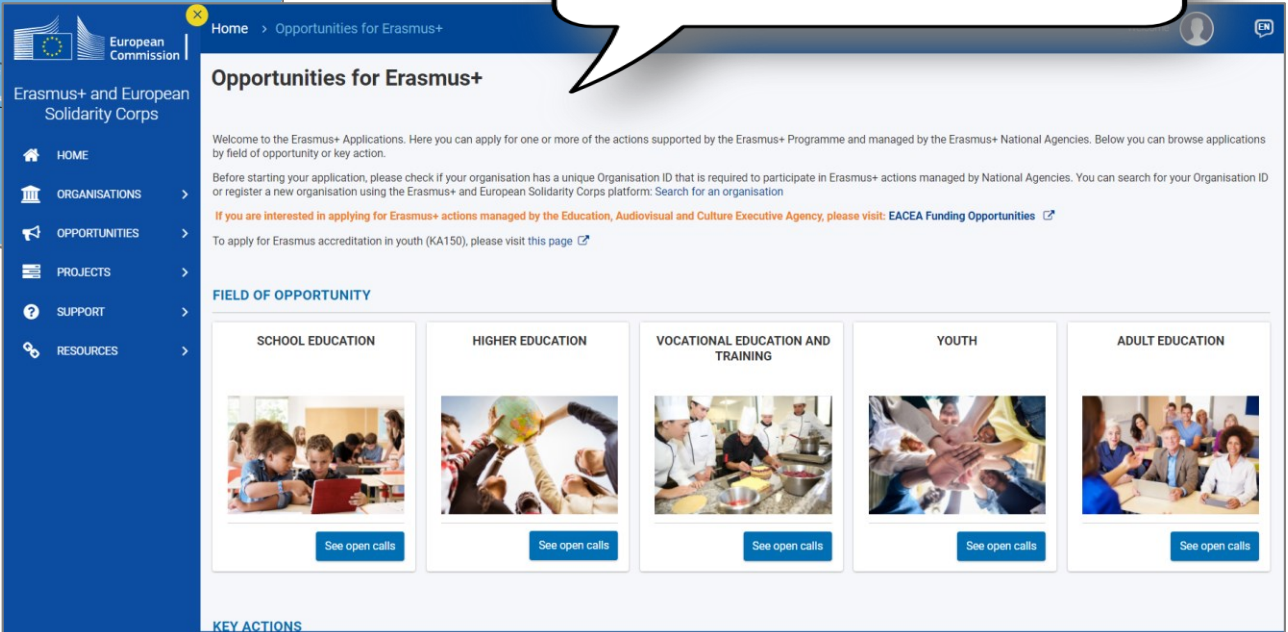 European
Commission
Erasmus+ and European
Solidarity Corps
HOME
ORGANISATIONS
OPPORTUNITIES
PROJECTS
SUPPORT
RESOURCES
Home > Opportunities for Erasmus+
EN
Opportunities for Erasmus+
Welcome to the Erasmus+ Applications. Here you can apply for one or more of the actions supported by the Erasmus+ Programme and managed by the Erasmus+ National Agencies. Below you can browse applications
by field of opportunity or key action.
Before starting your application, please check if your organisation has a unique Organisation ID that is required to participate in Erasmus+ actions managed by National Agencies. You can search for your Organisation ID
or register a new organisation using the Erasmus+ and European Solidarity Corps platform: Search for an organisation
If you are interested in applying for Erasmus+ actions managed by the Education, Audiovisual and Culture Executive Agency, please visit: EACEA Funding Opportunities
To apply for Erasmus accreditation in youth (KA150), please visit this page
FIELD OF OPPORTUNITY
SCHOOL EDUCATION
See open calls
HIGHER EDUCATION
See open calls
VOCATIONAL EDUCATION AND
TRAINING
See open calls
YOUTH
See open calls
ADULT EDUCATION
See open calls
KEY ACTIONS